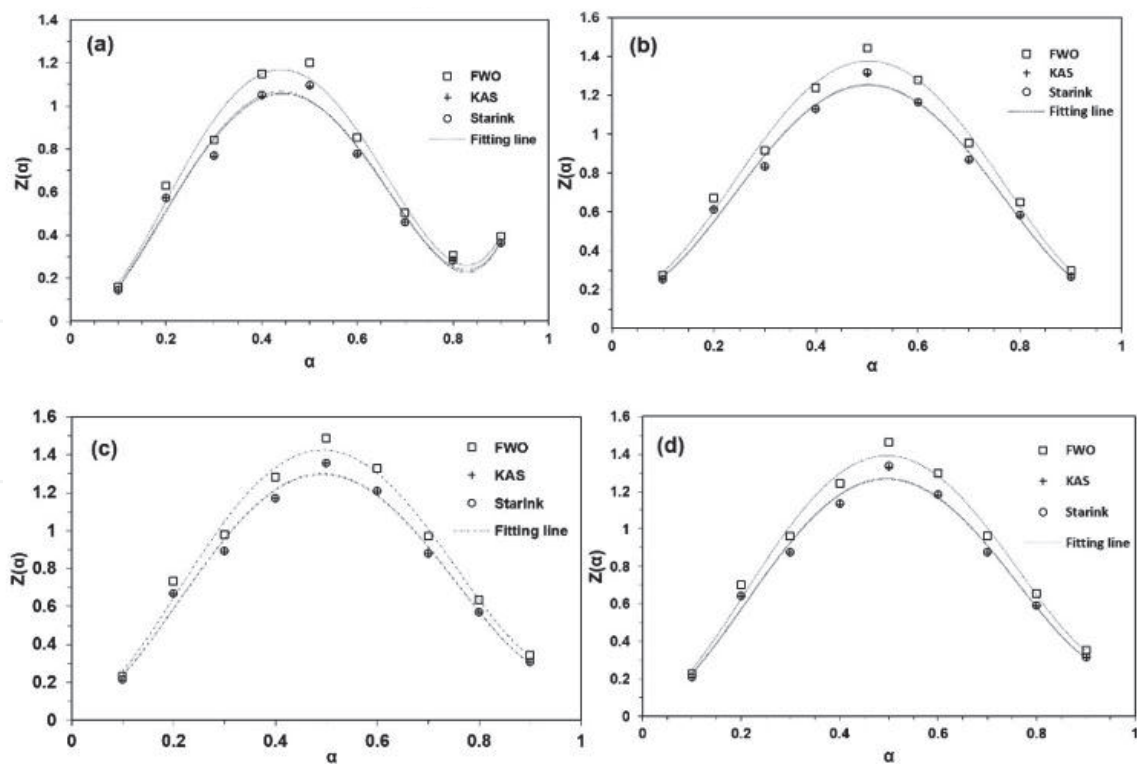 (a)
Z(α)
1.4
1.2
1
0.8
0.6
0.4
0.2
0
0 0.2 0.4 0.6 0.8 1
α
FWO
KAS
Starink
Fitting line
(b)
Z(α)
1.6
1.4
1.2
1
0.8
0.6
0.4
0.2
0
0 0.2 0.4 0.6 0.8 1
α
FWO
KAS
Starink
Fitting line
(c)
Z(α)
1.6
1.4
1.2
1
0.8
0.6
0.4
0.2
0
0 0.2 0.4 0.6 0.8 1
α
FWO
KAS
Starink
Fitting line
(d)
Z(α)
1.6
1.4
1.2
1
0.8
0.6
0.4
0.2
0
0 0.2 0.4 0.6 0.8 1
α
FWO
KAS
Starink
Fitting line